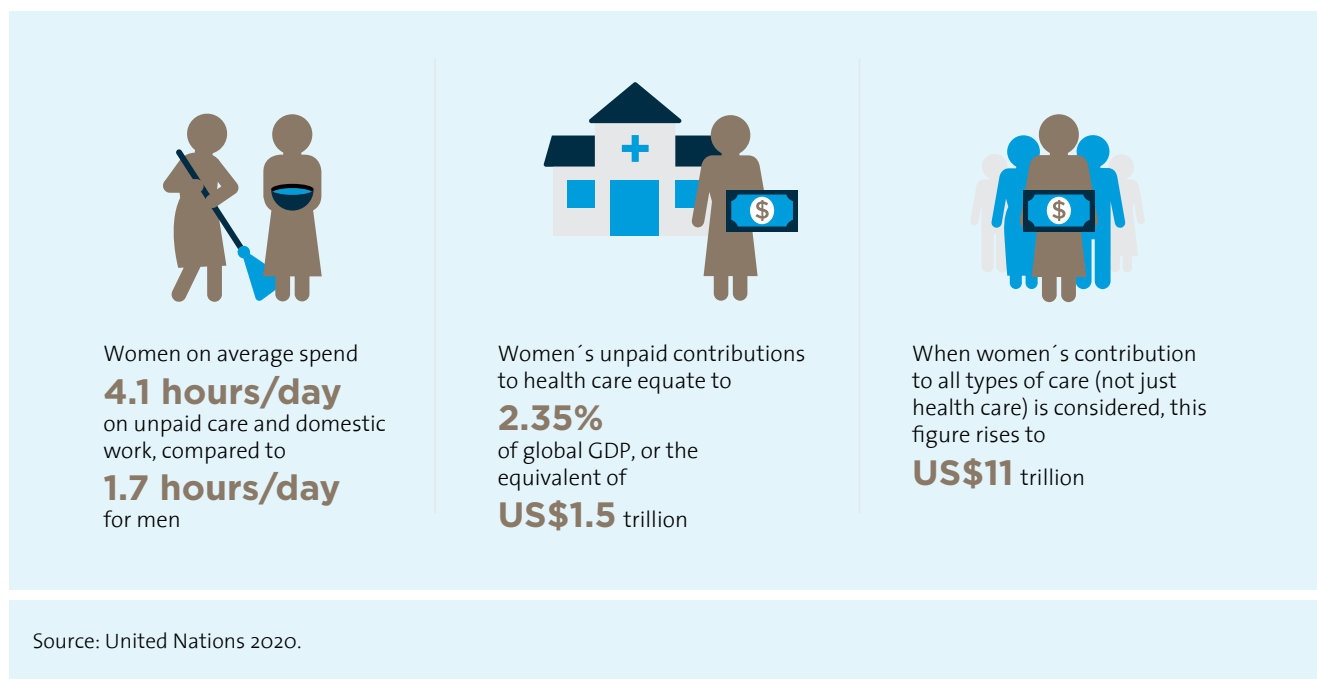 $
$
Women on average spend
4.1 hours/day
on unpaid care and domestic
work, compared to
1.7 hours/day
for men
Women´s unpaid contributions
to health care equate to
2.35%
of global GDP, or the
equivalent of
US$1.5 trillion
When women´s contribution
to all types of care (not just
health care) is considered, this
figure rises to
US$11 trillion
Source: United Nations 2020.